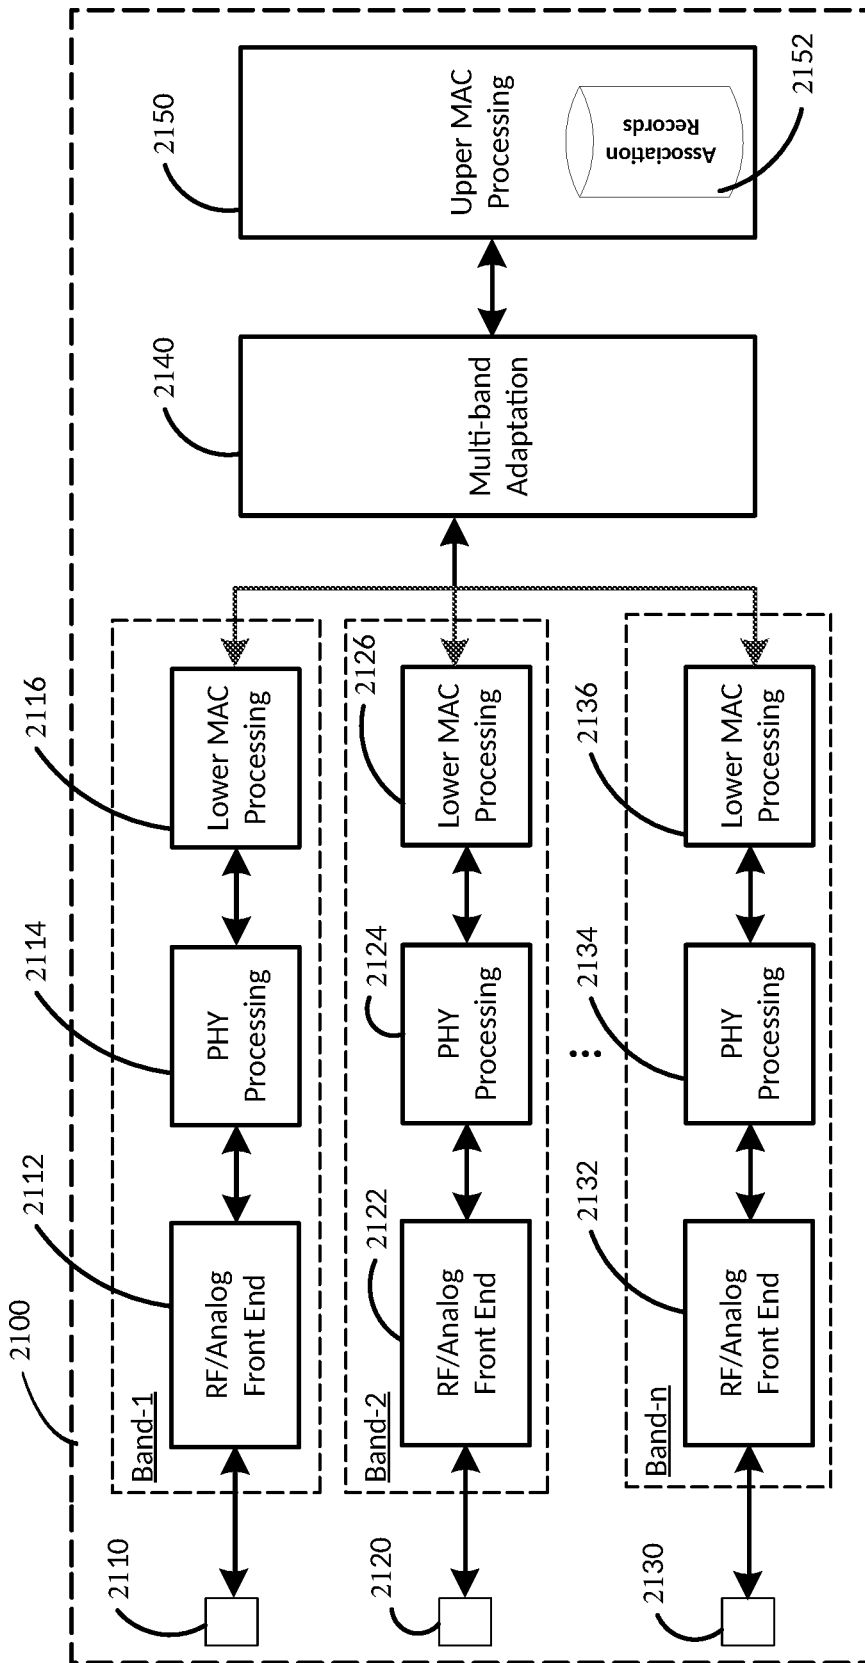 2100
2110
Band-1
2112
RF/Analog
Front End
2114
PHY
Processing
2116
Lower MAC
Processing
2120
Band-2
2122
RF/Analog
Front End
2124
PHY
Processing
2126
Lower MAC
Processing
...
2130
Band-n
2132
RF/Analog
Front End
2134
PHY
Processing
2136
Lower MAC
Processing
2140
Multi-band
Adaptation
2150
Upper MAC
Processing
Association
Records
2152